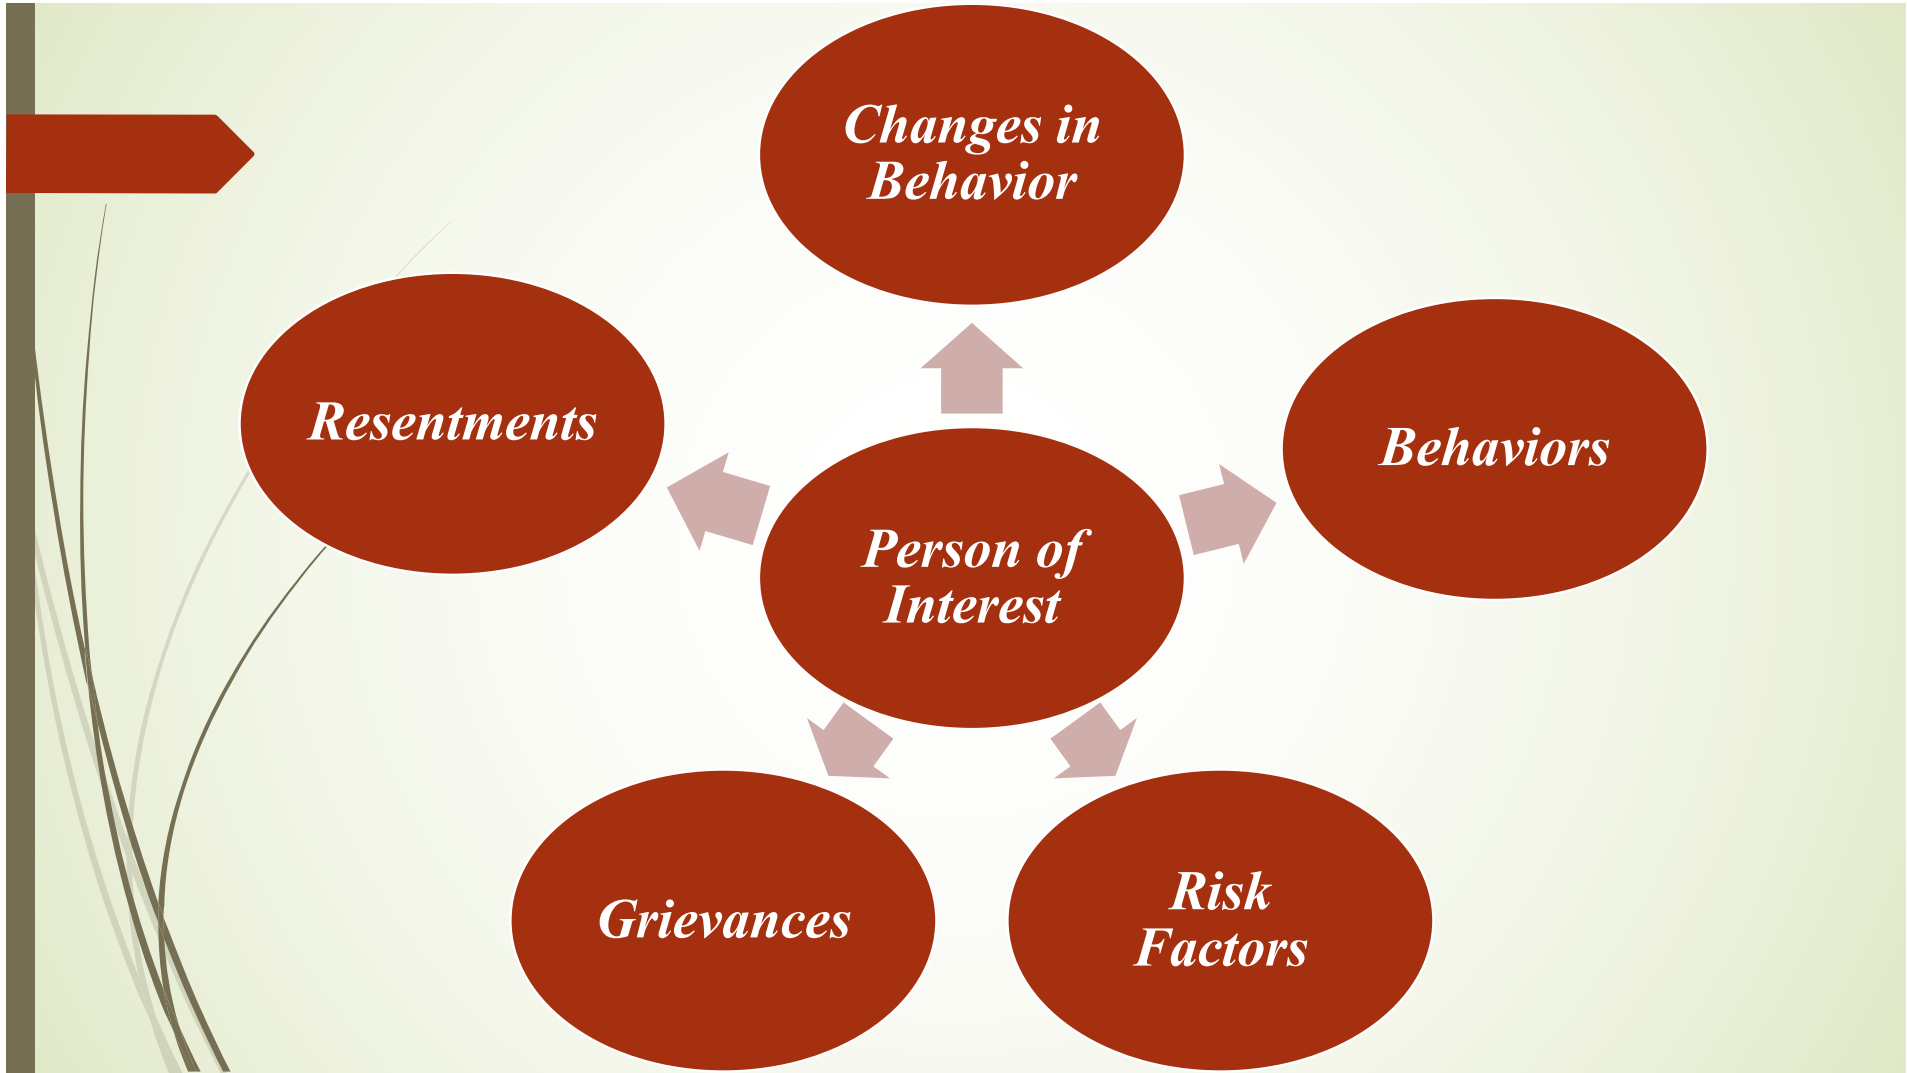 Changes in
Behavior
Resentments
Behaviors
Person of
Interest
Grievances
Risk
Factors